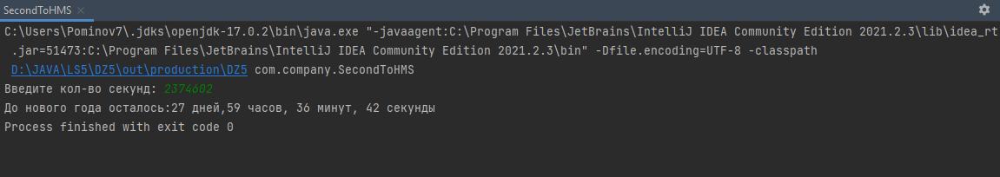 SecondToHMS
C:\Users\Pominov7\.jdks\openjdk-17.0.2\bin\java.exe "-javaagent:C:\Program Files\JetBrains\IntelliJ IDEA Community Edition 2021.2.3\lib\idea_rt
.jar=51473:C:\Program Files\JetBrains\IntelliJ IDEA Community Edition 2021.2.3\bin" -Dfile.encoding=UTF-8 -classpath
D:\JAVA\LS5\DZ5\out\production\DZ5 com.company.SecondToHMS
Введите кол-во секунд: 2374602
До нового года осталось:27 дней,59 часов, 36 минут, 42 секунды
Process finished with exit code 0